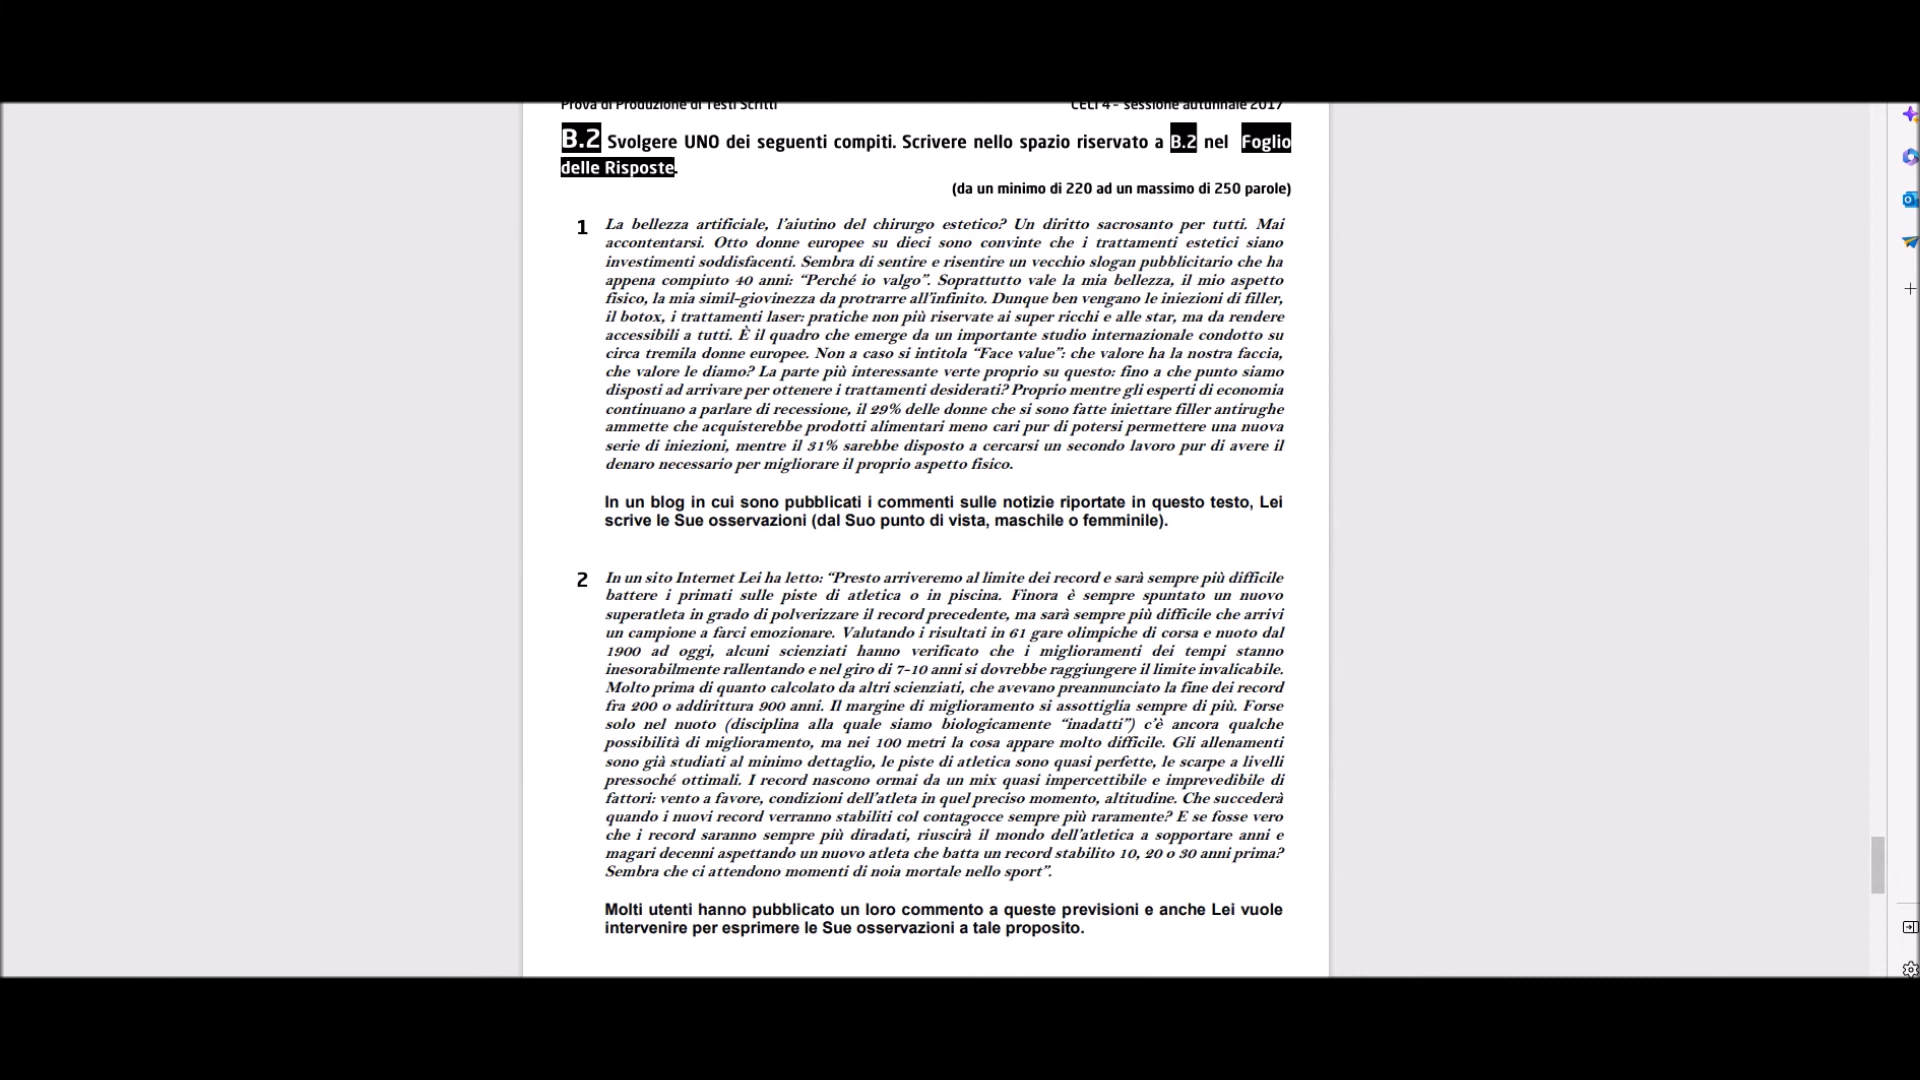 Prova di Produzione di Testi Scritti CELI 4 - sessione autunnale 2017
B.2 Svolgere UNO dei seguenti compiti. Scrivere nello spazio riservato a B.2 nel Foglio
delle Risposte.
(da un minimo di 220 ad un massimo di 250 parole)
1 La bellezza artificiale, l'aiutino del chirurgo estetico? Un diritto sacrosanto per tutti. Mai
accontentarsi. Otto donne europee su dieci sono convinte che i trattamenti estetici siano
investimenti soddisfacenti. Sembra di sentire e risentire un vecchio slogan pubblicitario che ha
appena compiuto 40 anni: “Perché io valgo”. Soprattutto vale la mia bellezza, il mio aspetto
fisico, la mia simil-giovinezza da protrarre all'infinito. Dunque ben vengano le iniezioni di filler,
il botox, i trattamenti laser: pratiche non più riservate ai super ricchi e alle star, ma da rendere
accessibili a tutti. È il quadro che emerge da un importante studio internazionale condotto su
circa tremila donne europee. Non a caso si intitola “Face value”: che valore ha la nostra faccia,
che valore le diamo? La parte più interessante verte proprio su questo: fino a che punto siamo
disposti ad arrivare per ottenere i trattamenti desiderati? Proprio mentre gli esperti di economia
continuano a parlare di recessione, il 29% delle donne che si sono fatte iniettare filler antirughe
ammette che acquisterebbe prodotti alimentari meno cari pur di potersi permettere una nuova
serie di iniezioni, mentre il 31% sarebbe disposto a cercarsi un secondo lavoro pur di avere il
denaro necessario per migliorare il proprio aspetto fisico.
In un blog in cui sono pubblicati i commenti sulle notizie riportate in questo testo, Lei
scrive le Sue osservazioni (dal Suo punto di vista, maschile o femminile).
2 In un sito Internet Lei ha letto: “Presto arriveremo al limite dei record e sarà sempre più difficile
battere i primati sulle piste di atletica o in piscina. Finora è sempre spuntato un nuovo
superatleta in grado di polverizzare il record precedente, ma sarà sempre più difficile che arrivi
un campione a farci emozionare. Valutando i risultati in 61 gare olimpiche di corsa e nuoto dal
1900 ad oggi, alcuni scienziati hanno verificato che i miglioramenti dei tempi stanno
inesorabilmente rallentando e nel giro di 7-10 anni si dovrebbe raggiungere il limite invalicabile.
Molto prima di quanto calcolato da altri scienziati, che avevano preannunciato la fine dei record
fra 200 o addirittura 900 anni. Il margine di miglioramento si assottiglia sempre di più. Forse
solo nel nuoto (disciplina alla quale siamo biologicamente “inadatti”) c'è ancora qualche
possibilità di miglioramento, ma nei 100 metri la cosa appare molto difficile. Gli allenamenti
sono già studiati al minimo dettaglio, le piste di atletica sono quasi perfette, le scarpe a livelli
pressoché ottimali. I record nascono ormai da un mix quasi impercettibile e imprevedibile di
fattori: vento a favore, condizioni dell'atleta in quel preciso momento, altitudine. Che succederà
quando i nuovi record verranno stabiliti col contagocce sempre più raramente? E se fosse vero
che i record saranno sempre più diradati, riuscirà il mondo dell'atletica a sopportare anni e
magari decenni aspettando un nuovo atleta che batta un record stabilito 10, 20 o 30 anni prima?
Sembra che ci attendono momenti di noia mortale nello sport”.
Molti utenti hanno pubblicato un loro commento a queste previsioni e anche Lei vuole
intervenire per esprimere le Sue osservazioni a tale proposito.